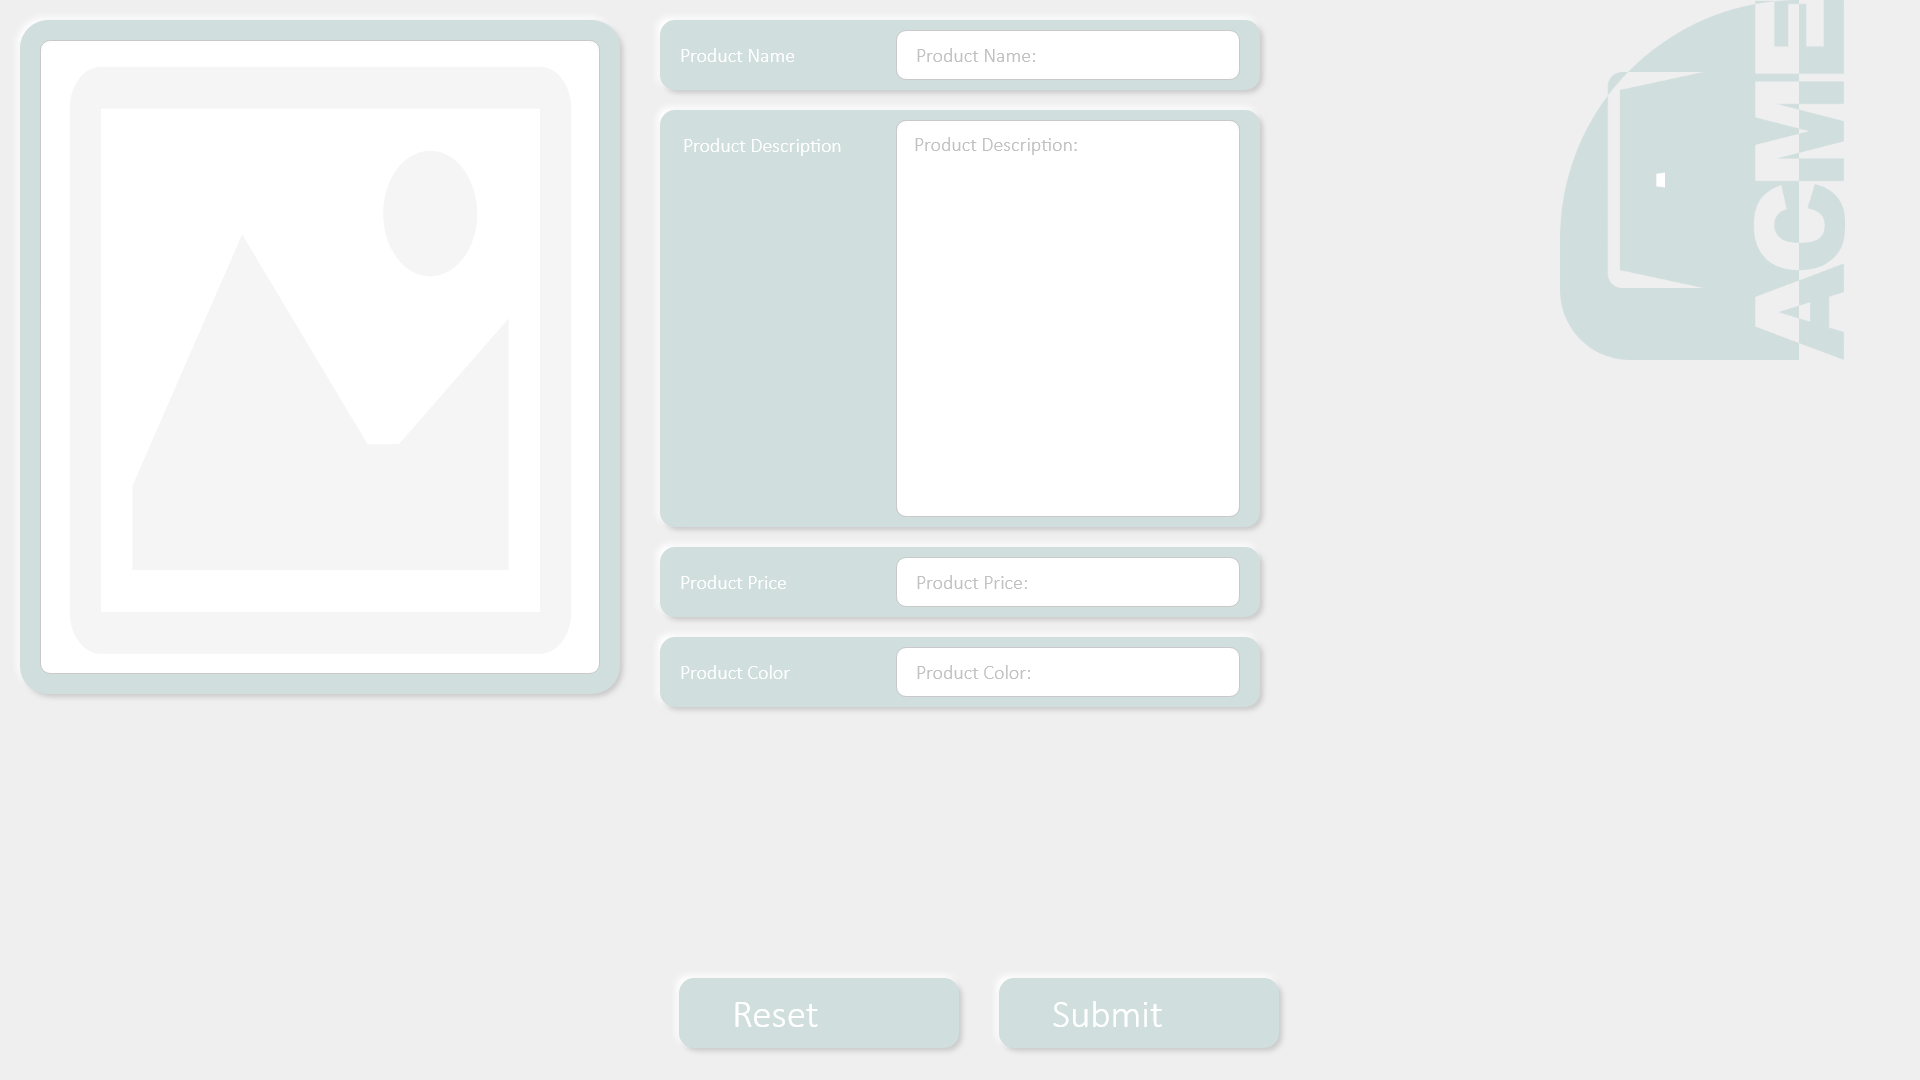 Product Name
Product Name:
Product Description
Product Description:
Product Price
Product Price:
Product Color
Product Color:
Reset
Submit
ACME